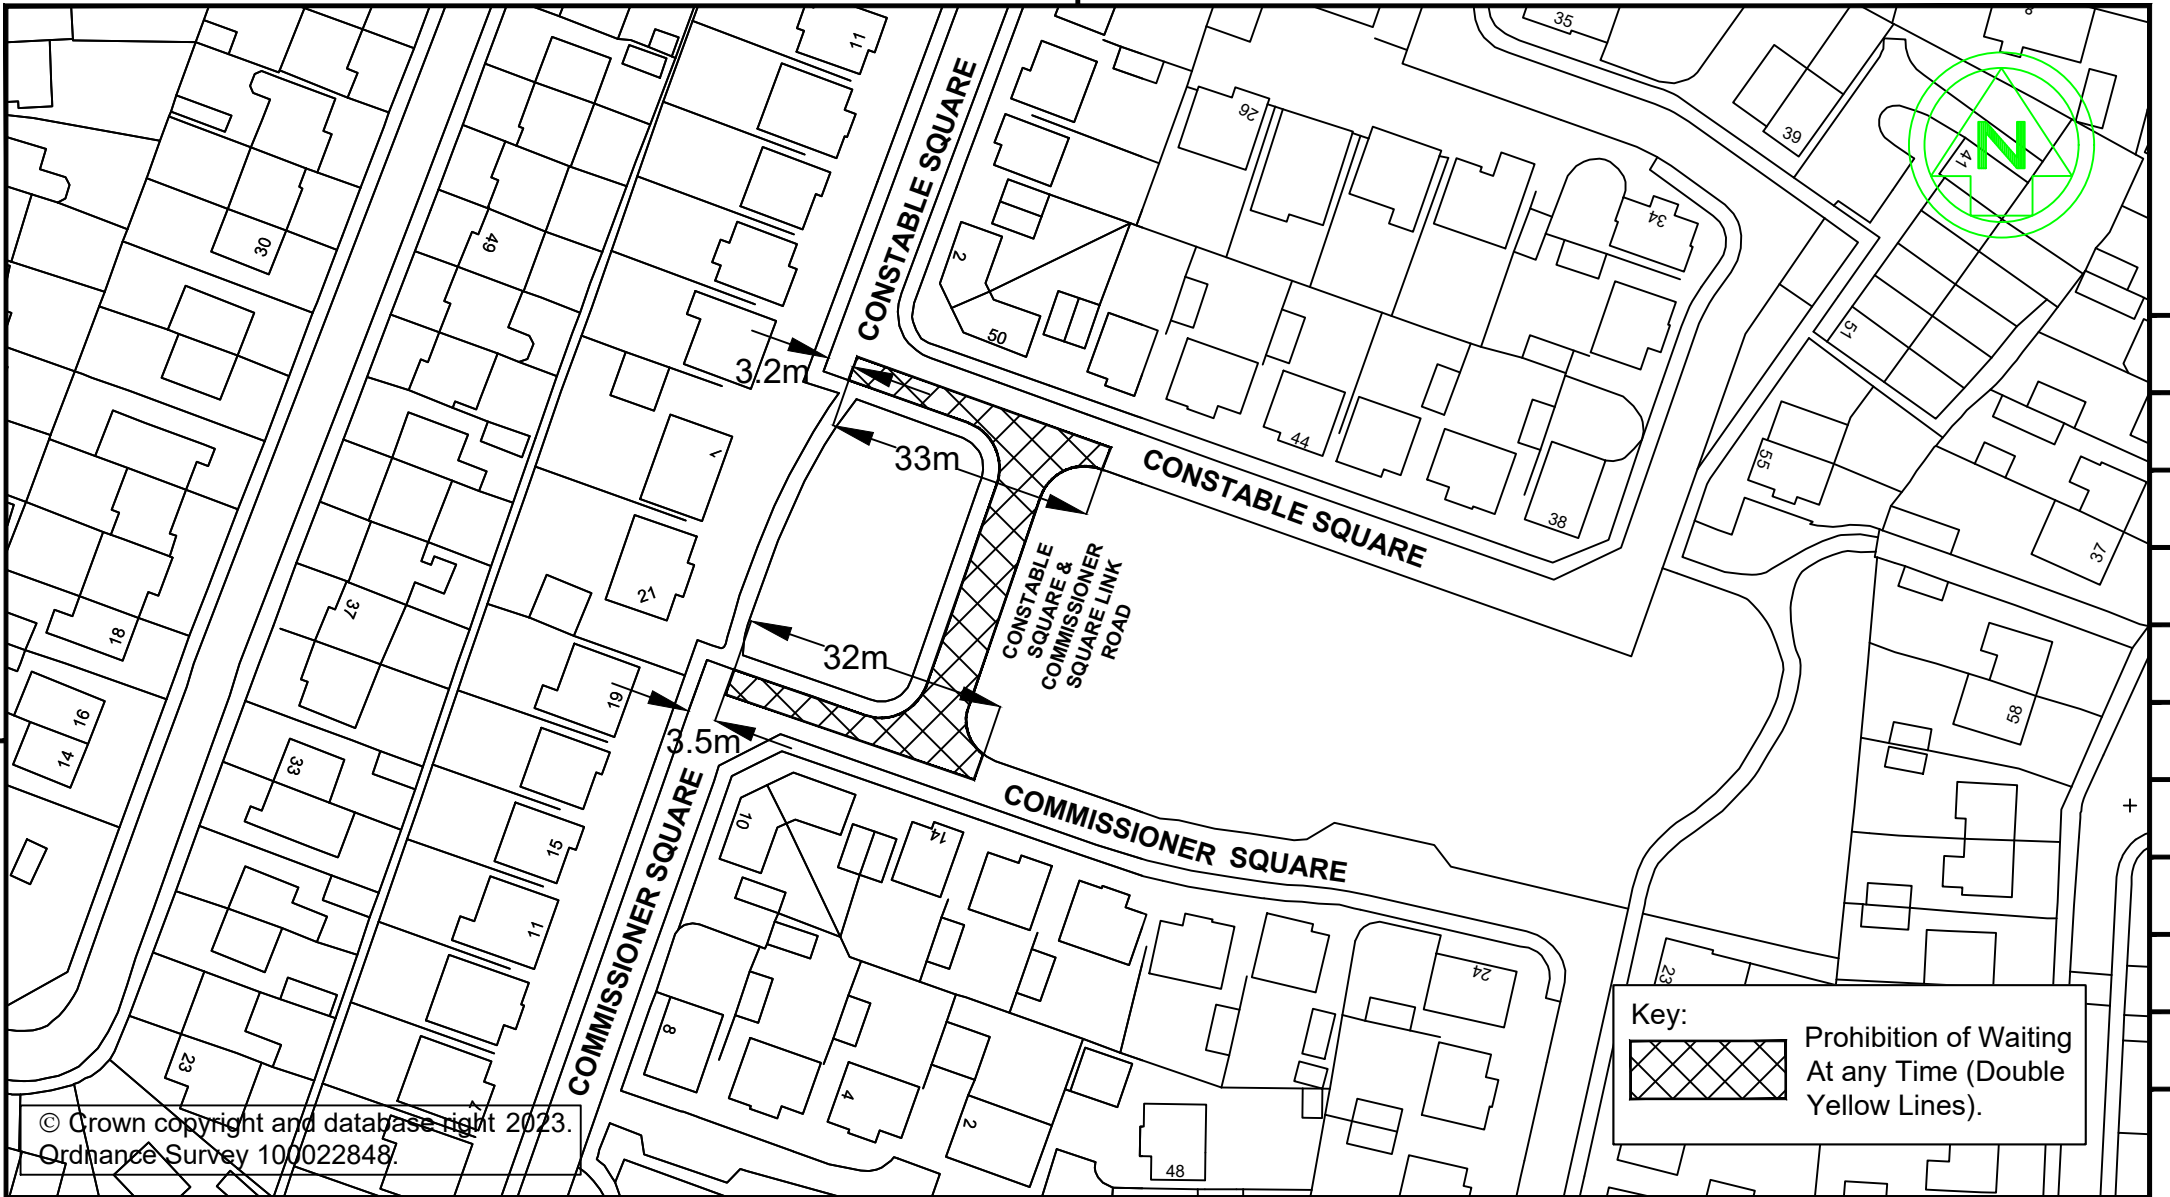 35
8
11
CONSTABLE SQUARE
26
39
41
N
34
30
49
2
50
51
3.2m
44
7
33m
CONSTABLE SQUARE
55
38
37
CONSTABLE
SQUARE &
COMMISSIONER
SQUARE LINK
ROAD
21
37
18
32m
19
16
14
58
3.5m
33
COMMISSIONER SQUARE
10
14
15
COMMISSIONER SQUARE
11
24
23
8
4
2
23
7
48
Key:
Prohibition of Waiting
At any Time (Double
Yellow Lines).
© Crown copyright and database right 2023.
Ordnance Survey 100022848.